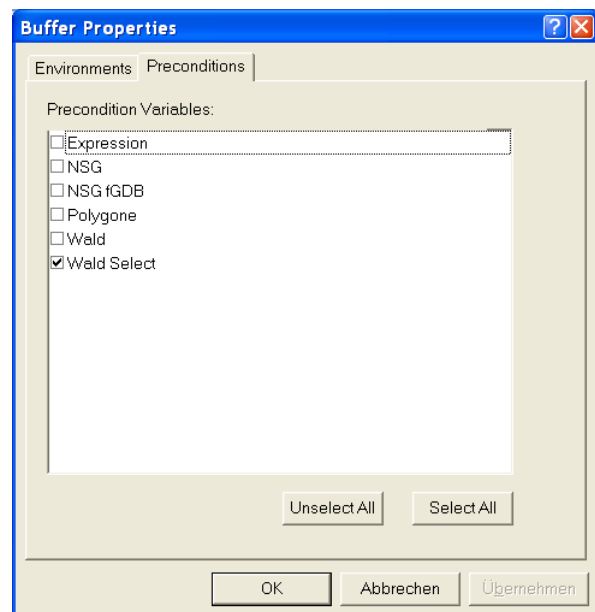 Buffer Properties
Environments Preconditions
Precondition Variables:
Expression
NSG
NSG fGDB
Polygone
Wald
Wald Select
Unselect All Select All
OK Abbrechen Übernehmen